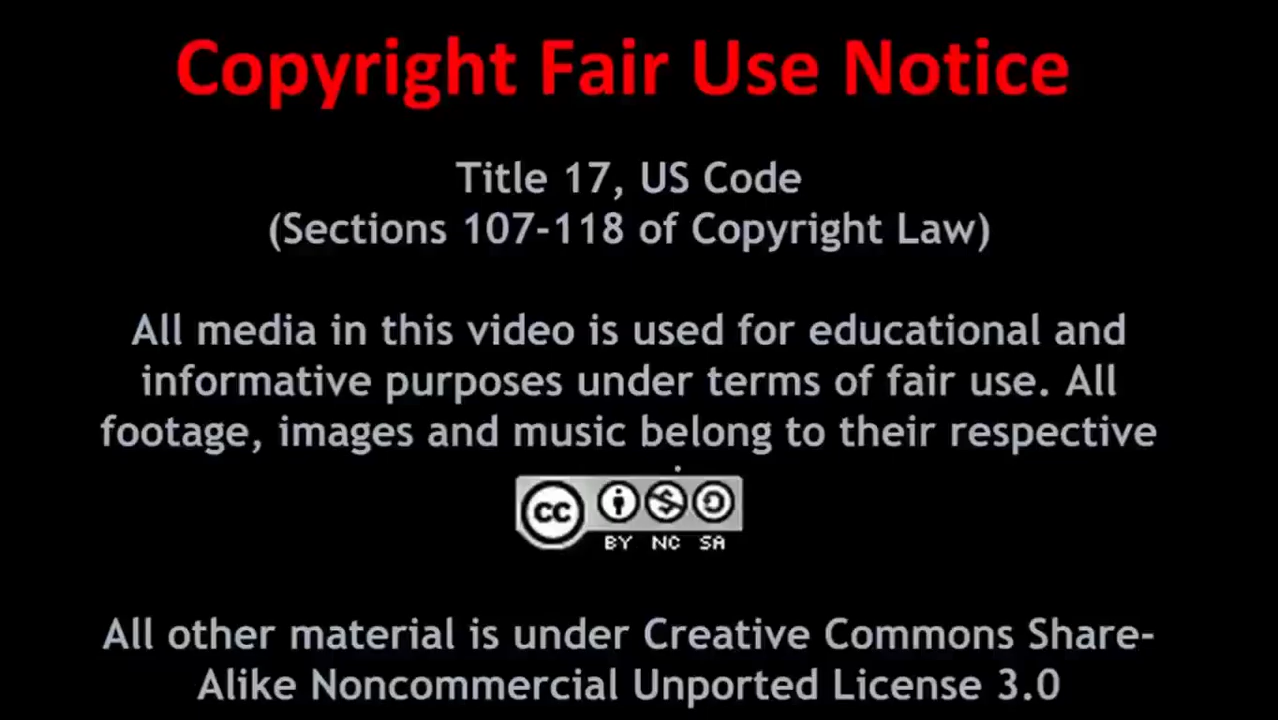 Copyright Fair Use Notice
Title 17, US Code
(Sections 107-118 of Copyright Law)
All media in this video is used for educational and
informative purposes under terms of fair use. All
footage, images and music belong to their respective
cc
BY NC SA
All other material is under Creative Commons Share-
Alike Noncommercial Unported License 3.0